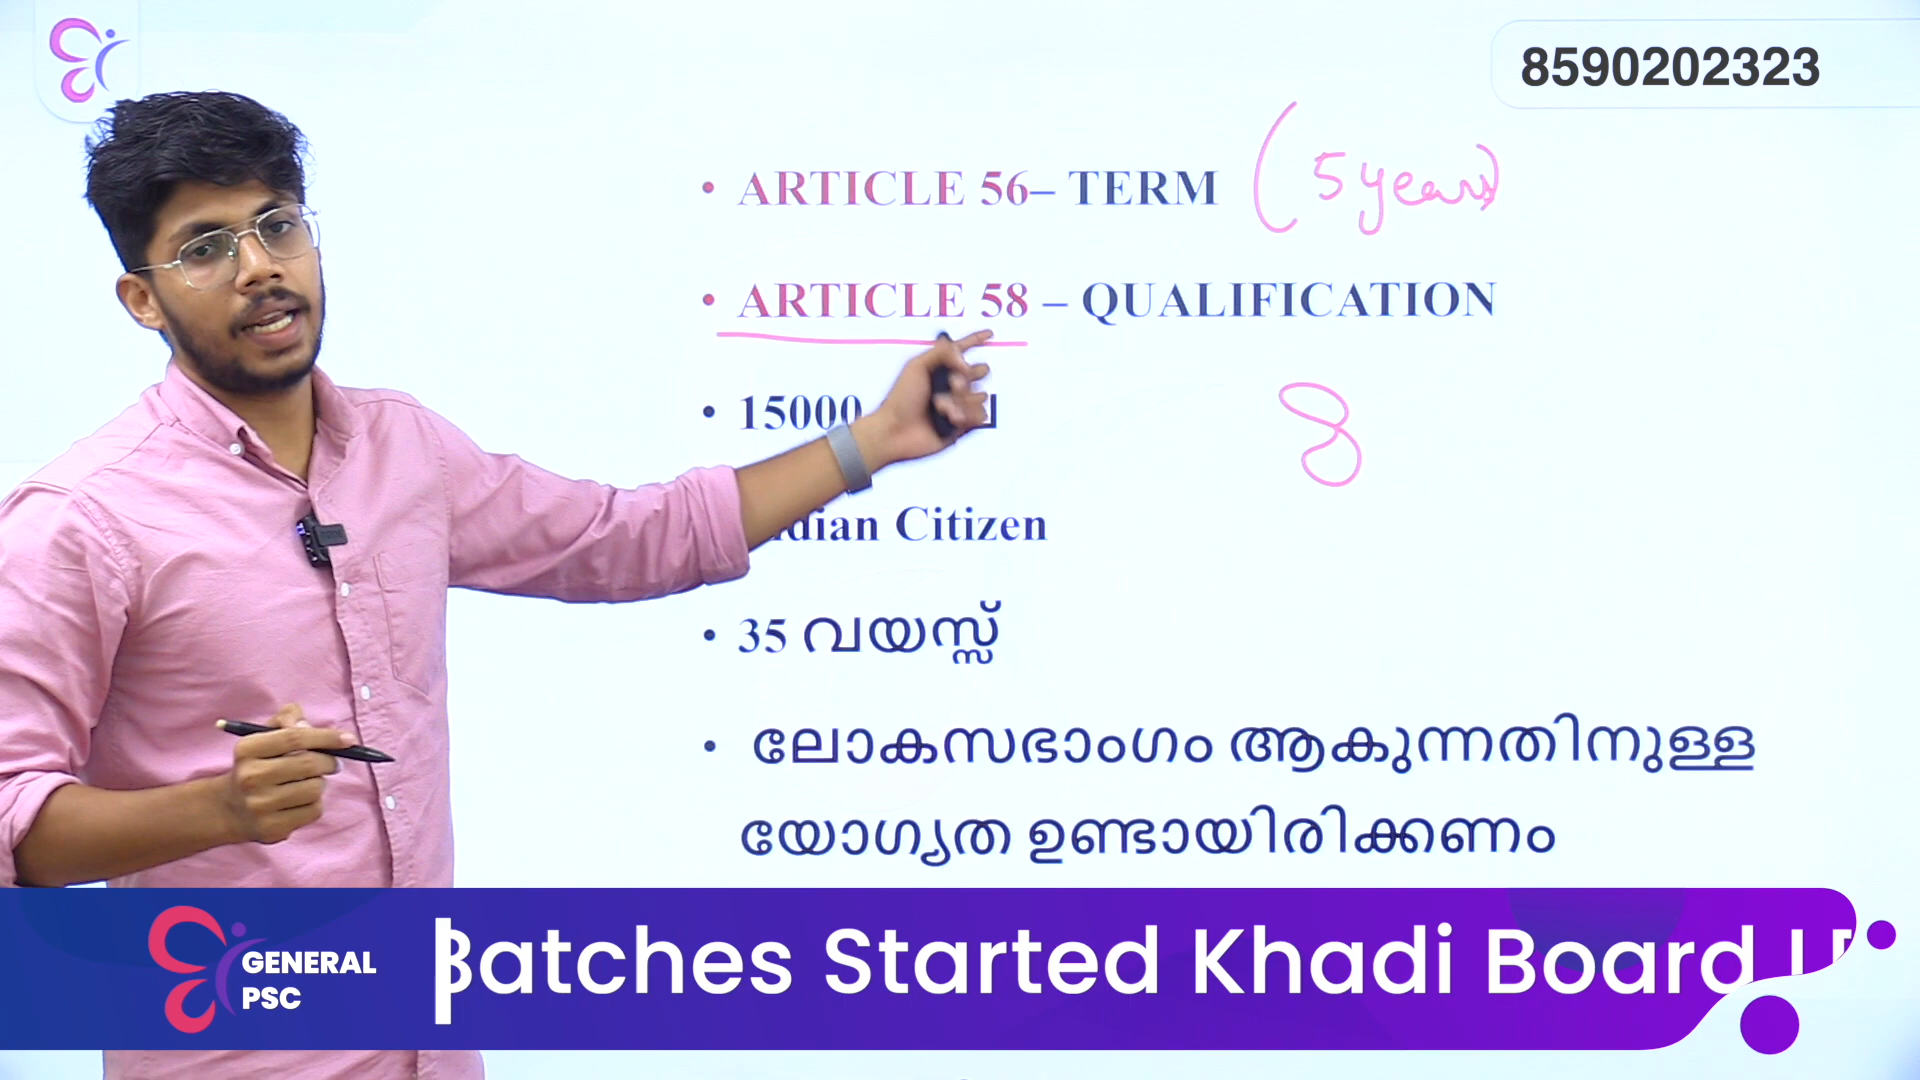 8590202323
• ARTICLE 56– TERM (5 years)
• ARTICLE 58 – QUALIFICATION
• 15000
8
Citizen
• 35 വയസ്സ്
• ലോകസഭാംഗം ആകുന്നതിനുള്ള
യോഗ്യത ഉണ്ടായിരിക്കണം
GENERAL
PSC
Batches Started Khadi Board